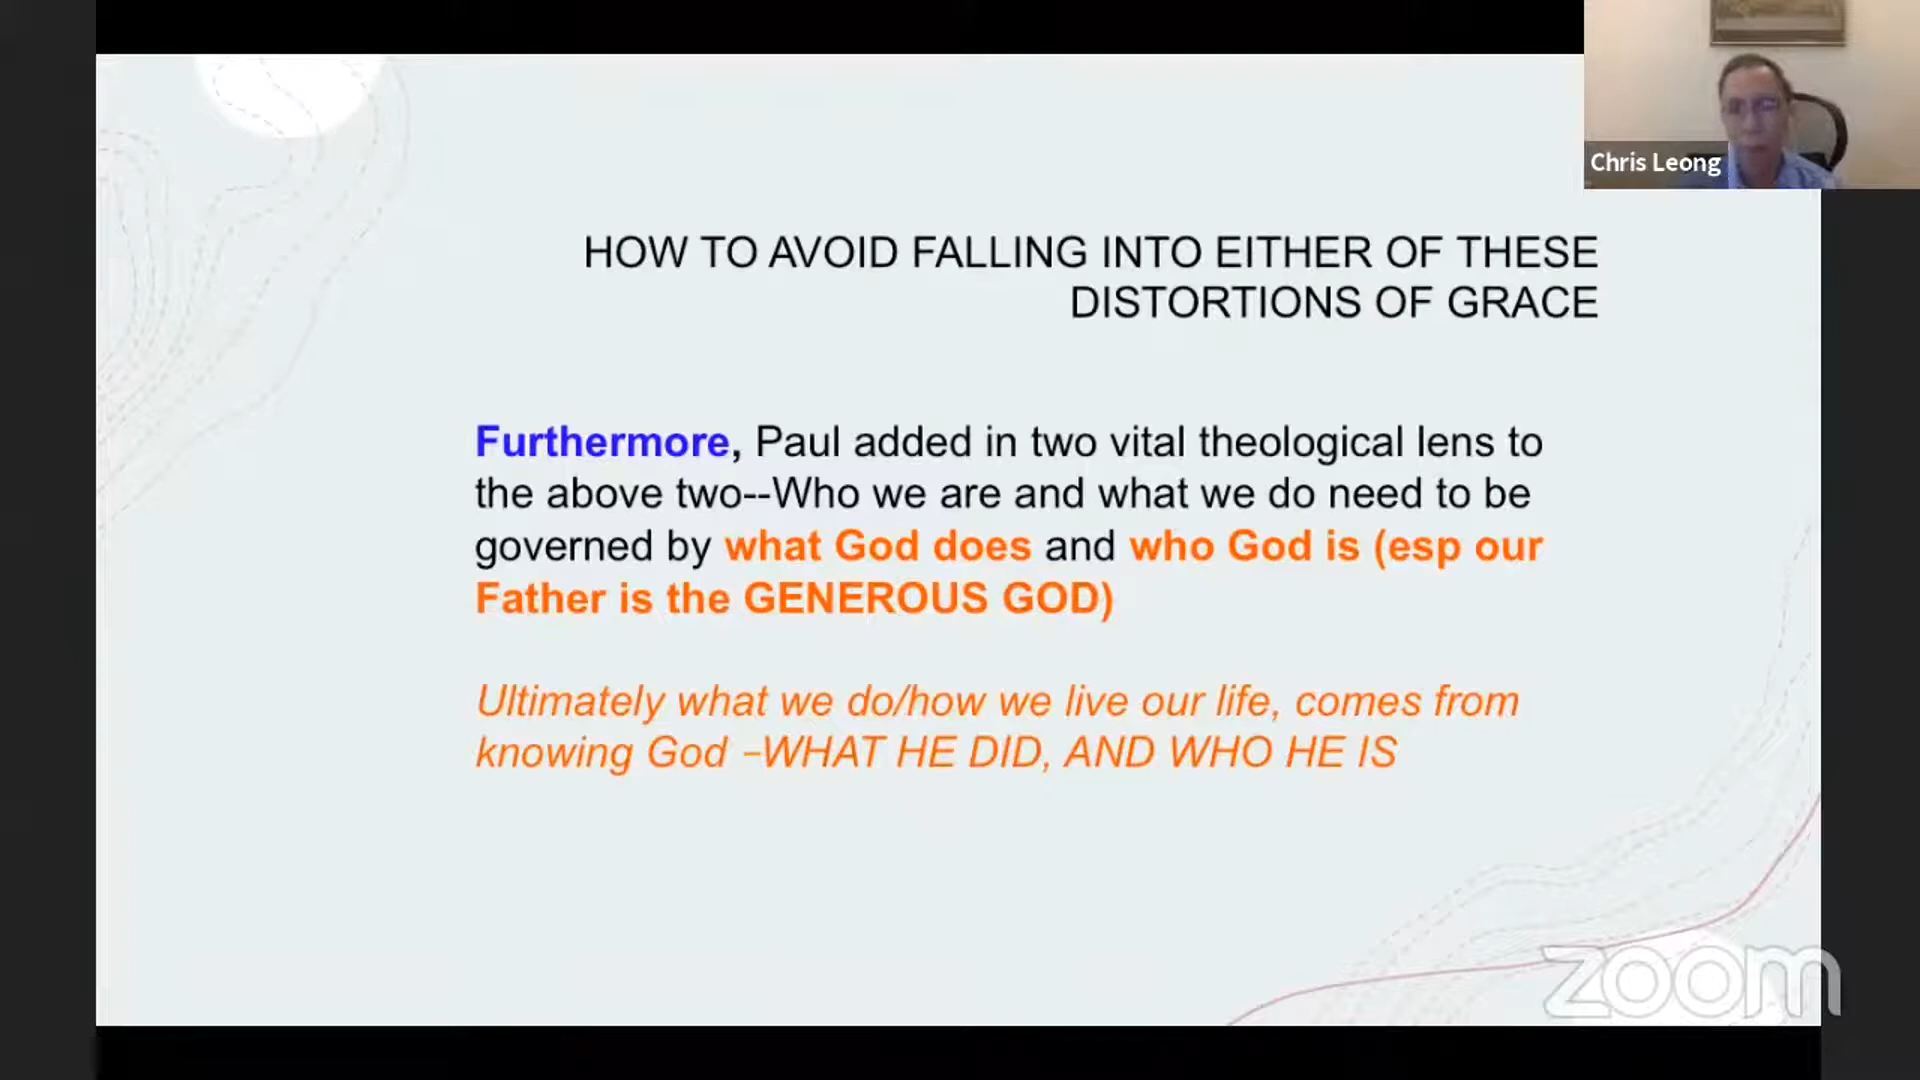 Chris Leong
HOW TO AVOID FALLING INTO EITHER OF THESE
DISTORTIONS OF GRACE
Furthermore, Paul added in two vital theological lens to
the above two--Who we are and what we do need to be
governed by what God does and who God is (esp our
Father is the GENEROUS GOD)
Ultimately what we do/how we live our life, comes from
knowing God –WHAT HE DID, AND WHO HE IS
zoom